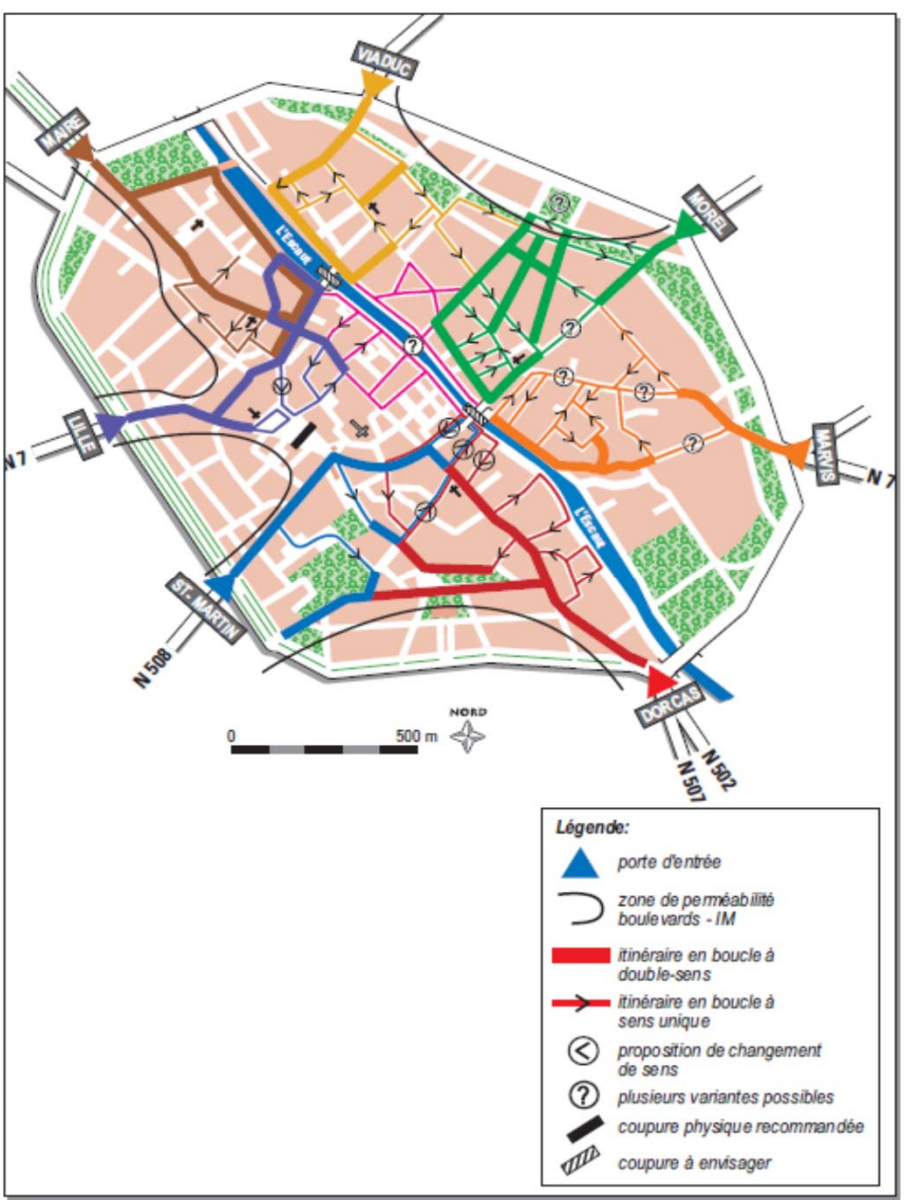 VIADUC
MAIRE
MOREL
L'ESCAUT
LILLE
N 7
MARVIS
N 7
L'ESCAUT
ST. MARTIN
N 508
DORCAS
N 502
N 507
NORD
0
500 m
?
?
?
?
?
?
Légende:
porte d'entrée
zone de perméabilité
boulevards - IM
itinéraire en boucle à
double-sens
itinéraire en boucle à
sens unique
proposition de changement
de sens
?
plusieurs variantes possibles
coupure physique recommandée
coupure à envisager